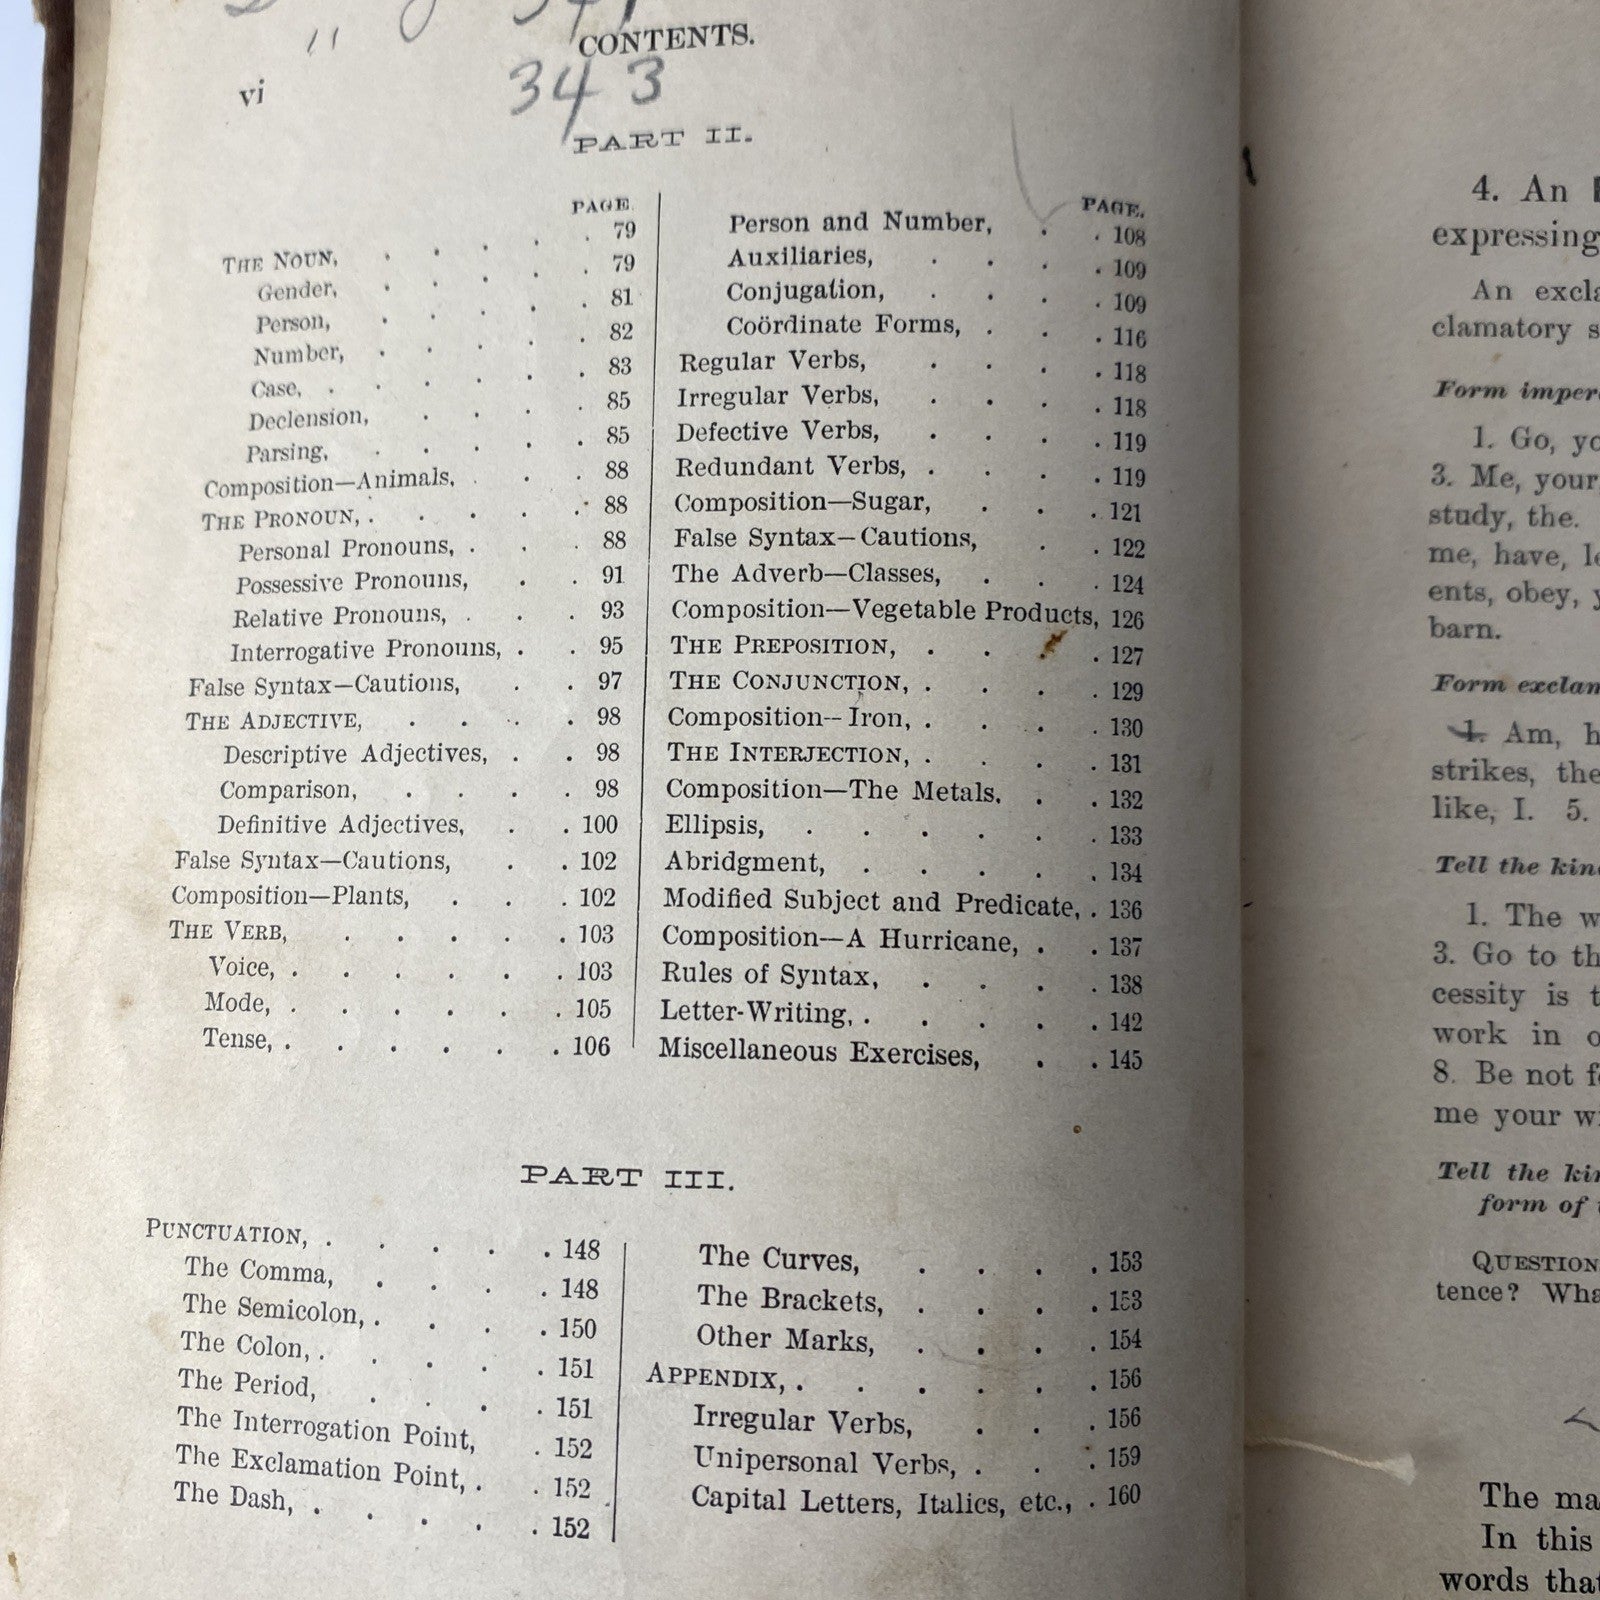 CONTENTS.
vi
343
PART II.
PAGE.
THE NOUN, 79
Gender, 79
Person, 81
Number, 82
Case, 83
Declension, 85
Parsing, 85
Composition—Animals, 88
THE PRONOUN, 88
Personal Pronouns, 88
Possessive Pronouns, 91
Relative Pronouns, 93
Interrogative Pronouns, 95
False Syntax—Cautions, 97
THE ADJECTIVE, 98
Descriptive Adjectives, 98
Comparison, 98
Definitive Adjectives, 100
False Syntax—Cautions, 102
Composition—Plants, 102
THE VERB, 103
Voice, 103
Mode, 105
Tense, 106
PAGE.
Person and Number, 108
Auxiliaries, 109
Conjugation, 109
Coördinate Forms, 116
Regular Verbs, 118
Irregular Verbs, 118
Defective Verbs, 119
Redundant Verbs, 119
Composition—Sugar, 121
False Syntax—Cautions, 122
The Adverb—Classes, 124
Composition—Vegetable Products, 126
THE PREPOSITION, 127
THE CONJUNCTION, 129
Composition—Iron, 130
THE INTERJECTION, 131
Composition—The Metals, 132
Ellipsis, 133
Abridgment, 134
Modified Subject and Predicate, 136
Composition—A Hurricane, 137
Rules of Syntax, 138
Letter-Writing, 142
Miscellaneous Exercises, 145
PART III.
PUNCTUATION, 148
The Comma, 148
The Semicolon, 150
The Colon, 151
The Period, 151
The Interrogation Point, 152
The Exclamation Point, 152
The Dash, 152
The Curves, 153
The Brackets, 153
Other Marks, 154
APPENDIX, 156
Irregular Verbs, 156
Unipersonal Verbs, 159
Capital Letters, Italics, etc., 160
4. An
expressing
An
clamatory
Form
1. Go,
3. Me, your
study, the.
me, have,
ents, obey,
barn.
Form
1. Am,
strikes, the
like, I. 5.
Tell the
1. The
3. Go to
cessity is
work in
8. Be not
me your
Tell the
form of
QUESTION
tence?
The
In this
words